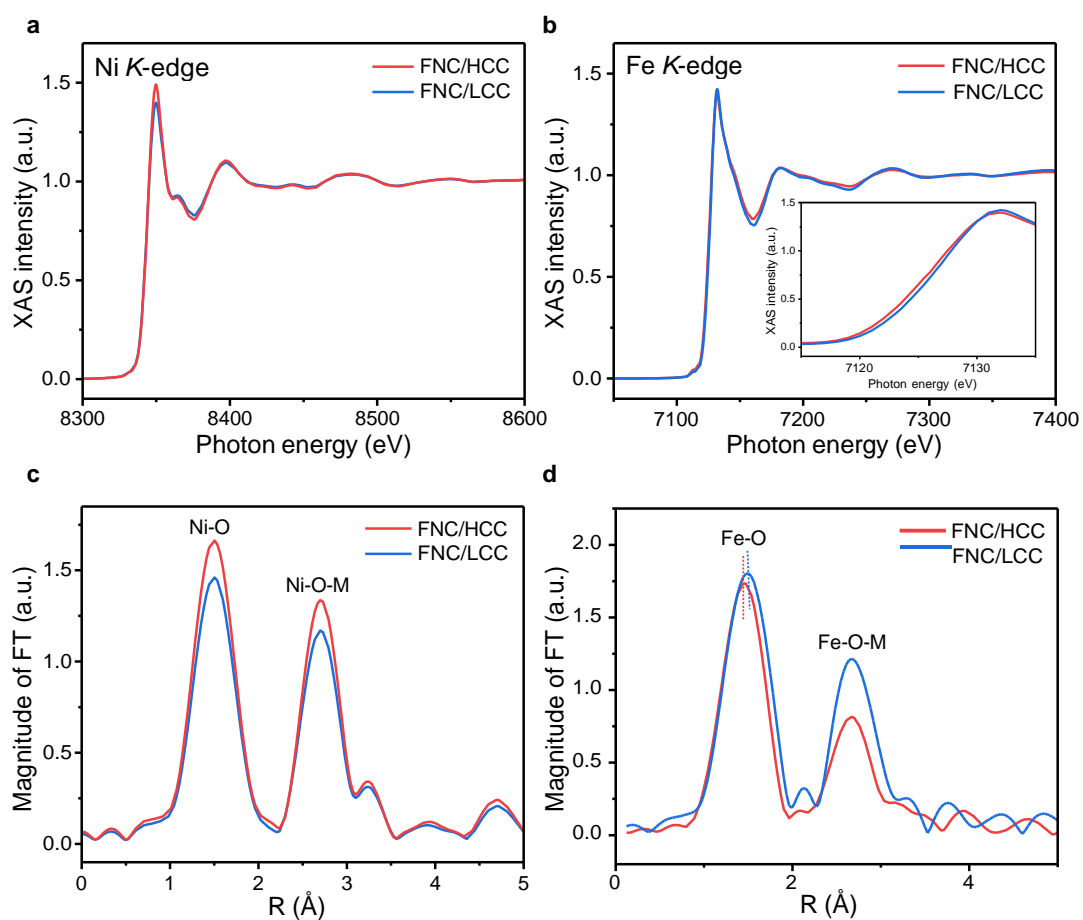 a
Ni K-edge
FNC/HCC
FNC/LCC
XAS intensity (a.u.)
1.5
1.0
0.5
0.0
8300
8400
8500
8600
Photon energy (eV)
b
Fe K-edge
FNC/HCC
FNC/LCC
XAS intensity (a.u.)
1.5
1.0
0.5
0.0
7100
7200
7300
7400
Photon energy (eV)
XAS intensity (a.u.)
1.5
1.0
0.5
0.0
7120
7130
Photon energy (eV)
c
Ni-O
Ni-O-M
FNC/HCC
FNC/LCC
Magnitude of FT (a.u.)
1.5
1.0
0.5
0.0
0
1
2
3
4
5
R (Å)
d
Fe-O
Fe-O-M
FNC/HCC
FNC/LCC
Magnitude of FT (a.u.)
2.0
1.5
1.0
0.5
0.0
0
2
4
R (Å)